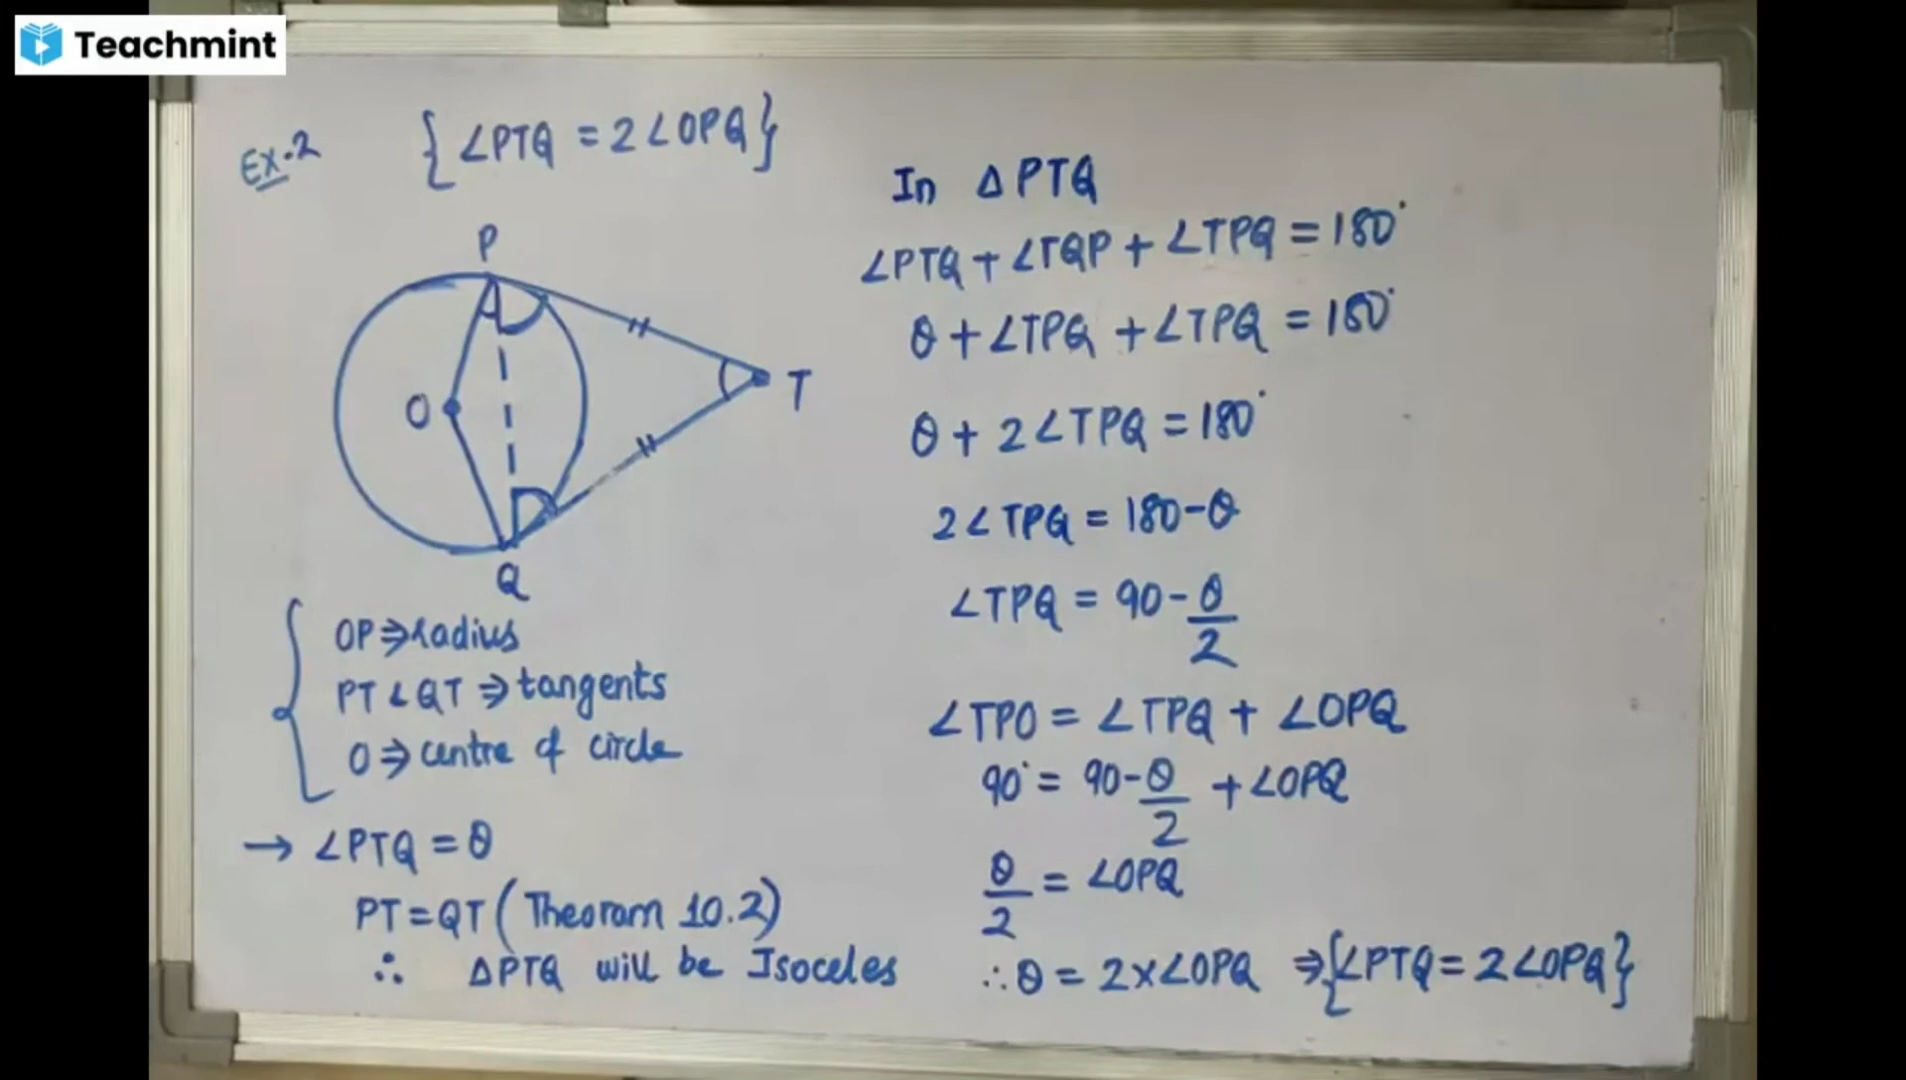 Teachmint
Ex.2
{∠PTQ = 2∠OPQ}
P
O
T
Q
OP⇒radius
PT ∠ QT ⇒ tangents
O⇒ centre of circle
→ ∠PTQ = θ
PT = QT (Theoram 10.2)
∴ ΔPTQ will be Isoceles
In Δ PTQ
∠PTQ + ∠TQP + ∠TPQ = 180°
θ + ∠TPQ + ∠TPQ = 180°
θ + 2∠TPQ = 180°
2∠TPQ = 180-θ
∠TPQ = 90 - θ/2
∠TPO = ∠TPQ + ∠OPQ
90° = 90 - θ/2 + ∠OPQ
θ/2 = ∠OPQ
∴ θ = 2×∠OPQ ⇒ {∠PTQ = 2∠OPQ}